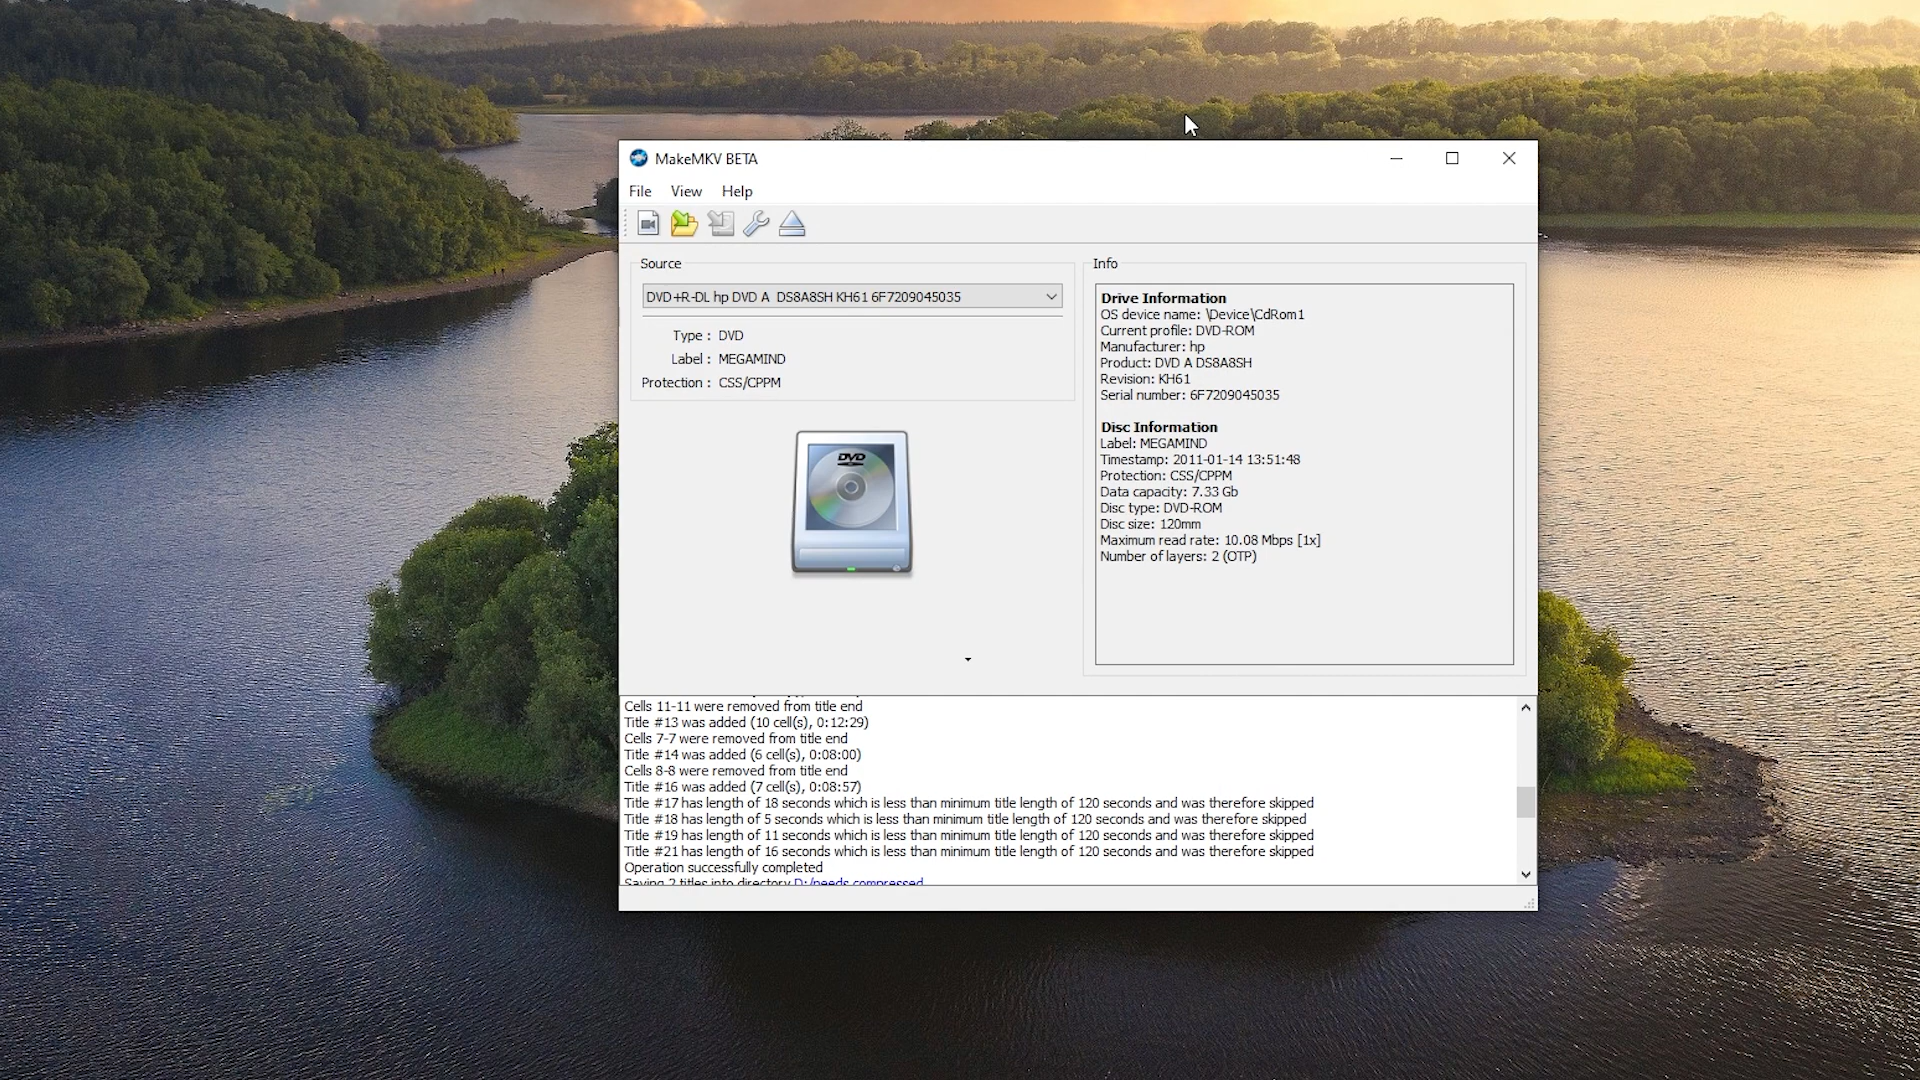 MakeMKV BETA
File View Help
Source
DVD+R-DL hp DVD A DS8A8SH KH61 6F7209045035
Type : DVD
Label : MEGAMIND
Protection : CSS/CPPM
DVD
Info
Drive Information
OS device name: \Device\CdRom1
Current profile: DVD-ROM
Manufacturer: hp
Product: DVD A DS8A8SH
Revision: KH61
Serial number: 6F7209045035
Disc Information
Label: MEGAMIND
Timestamp: 2011-01-14 13:51:48
Protection: CSS/CPPM
Data capacity: 7.33 Gb
Disc type: DVD-ROM
Disc size: 120mm
Maximum read rate: 10.08 Mbps [1x]
Number of layers: 2 (OTP)
Cells 11-11 were removed from title end
Title #13 was added (10 cell(s), 0:12:29)
Cells 7-7 were removed from title end
Title #14 was added (6 cell(s), 0:08:00)
Cells 8-8 were removed from title end
Title #16 was added (7 cell(s), 0:08:57)
Title #17 has length of 18 seconds which is less than minimum title length of 120 seconds and was therefore skipped
Title #18 has length of 5 seconds which is less than minimum title length of 120 seconds and was therefore skipped
Title #19 has length of 11 seconds which is less than minimum title length of 120 seconds and was therefore skipped
Title #21 has length of 16 seconds which is less than minimum title length of 120 seconds and was therefore skipped
Operation successfully completed
Saving 2 titles into directory D:/needs compressed